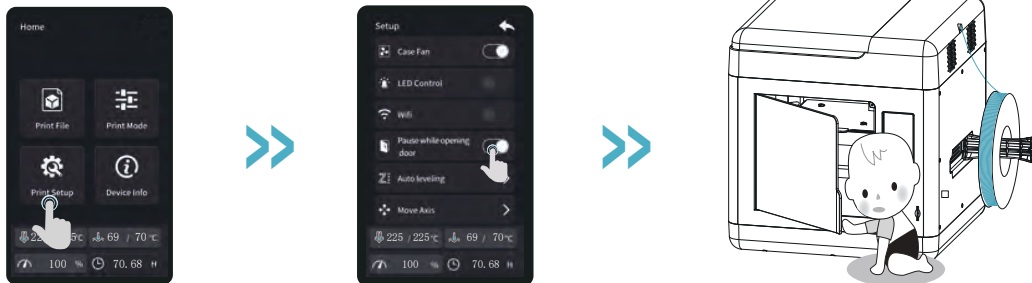 Home
Print File
Print Mode
Print Setup
Device Info
69 / 70 ℃
100 %
70.68 H
Setup
Case Fan
LED Control
Wifi
Pause while opening
door
Auto leveling
Move Axis
225 / 225℃
69 / 70℃
100 %
70.68 H